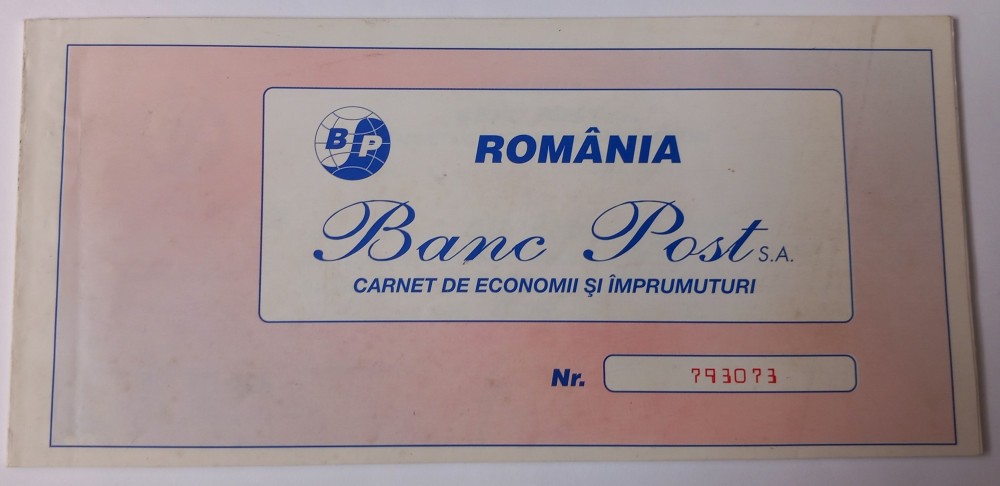 BP
ROMÂNIA
Banc Post S.A.
CARNET DE ECONOMII ŞI ÎMPRUMUTURI
Nr. 793073